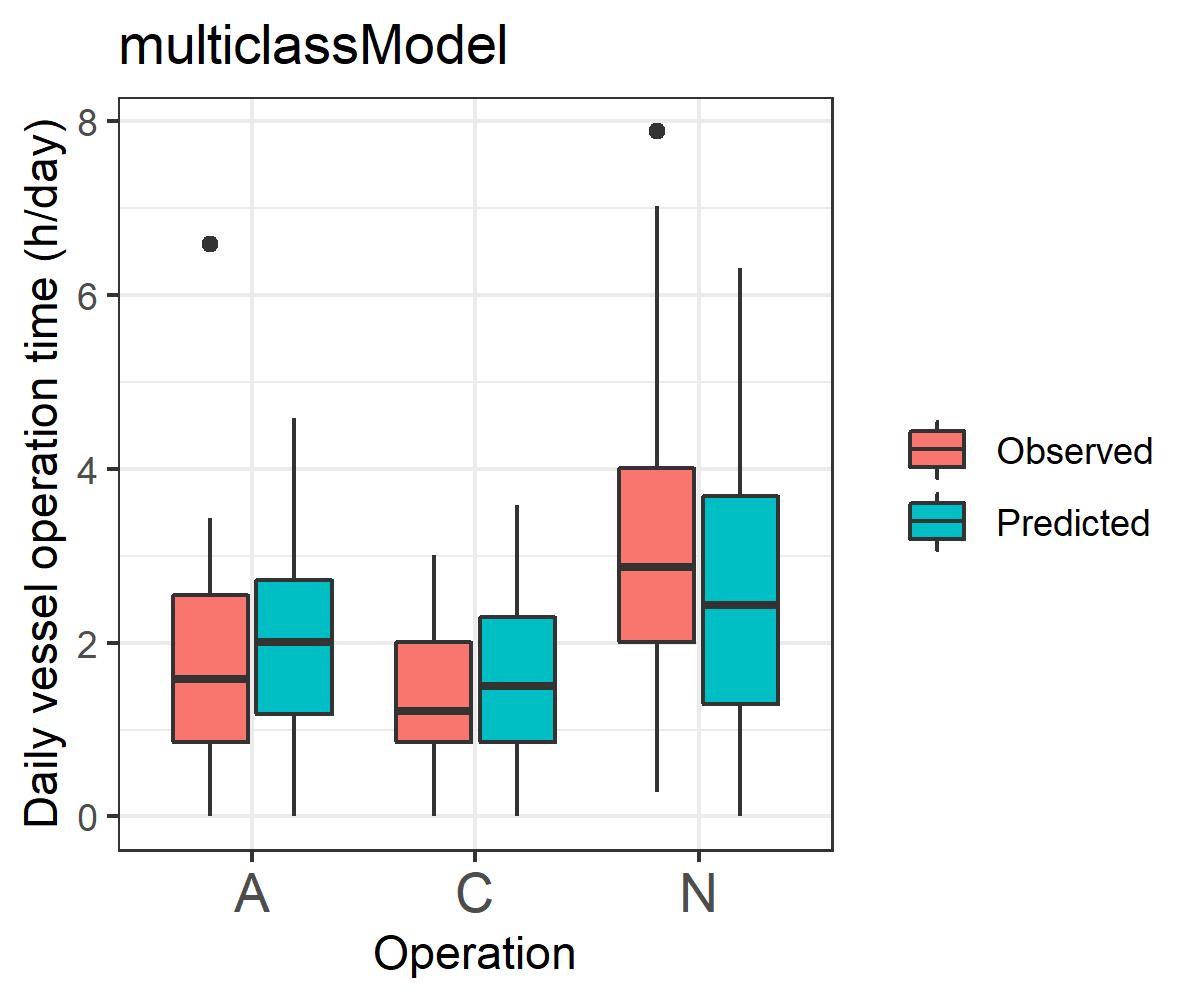 multiclassModel
Daily vessel operation time (h/day)
8
6
4
2
0
A C N
Operation
Observed
Predicted